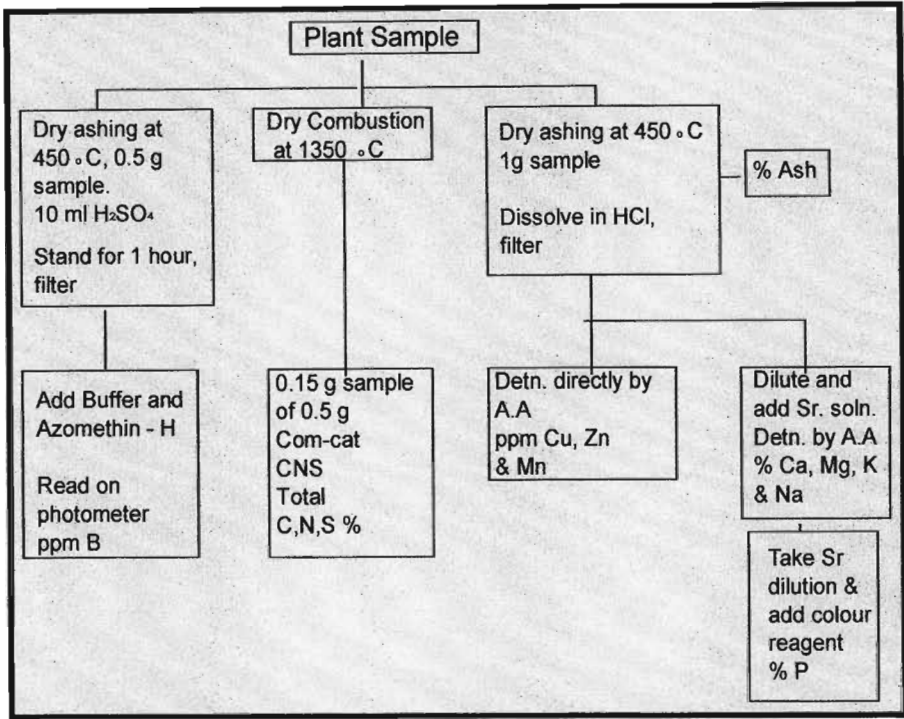 Plant Sample
Dry ashing at
450 °C, 0.5 g
sample.
10 ml H₂SO₄
Stand for 1 hour,
filter
Dry Combustion
at 1350 °C
Dry ashing at 450 °C
1g sample
Dissolve in HCl,
filter
% Ash
Add Buffer and
Azomethin - H
Read on
photometer
ppm B
0.15 g sample
of 0.5 g
Com-cat
CNS
Total
C,N,S %
Detn. directly by
A.A
ppm Cu, Zn
& Mn
Dilute and
add Sr. soln.
Detn. by A.A
% Ca, Mg, K
& Na
Take Sr
dilution &
add colour
reagent
% P